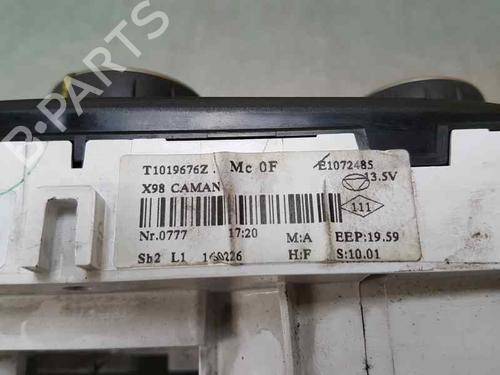 B-PARTS
T1019676Z. Mc 0F E1072485
X98 CAMAN 13.5V
111
Nr.0777 17:20 M:A EEP:19.59
Sb2 L1 160226 H:F S:10.01